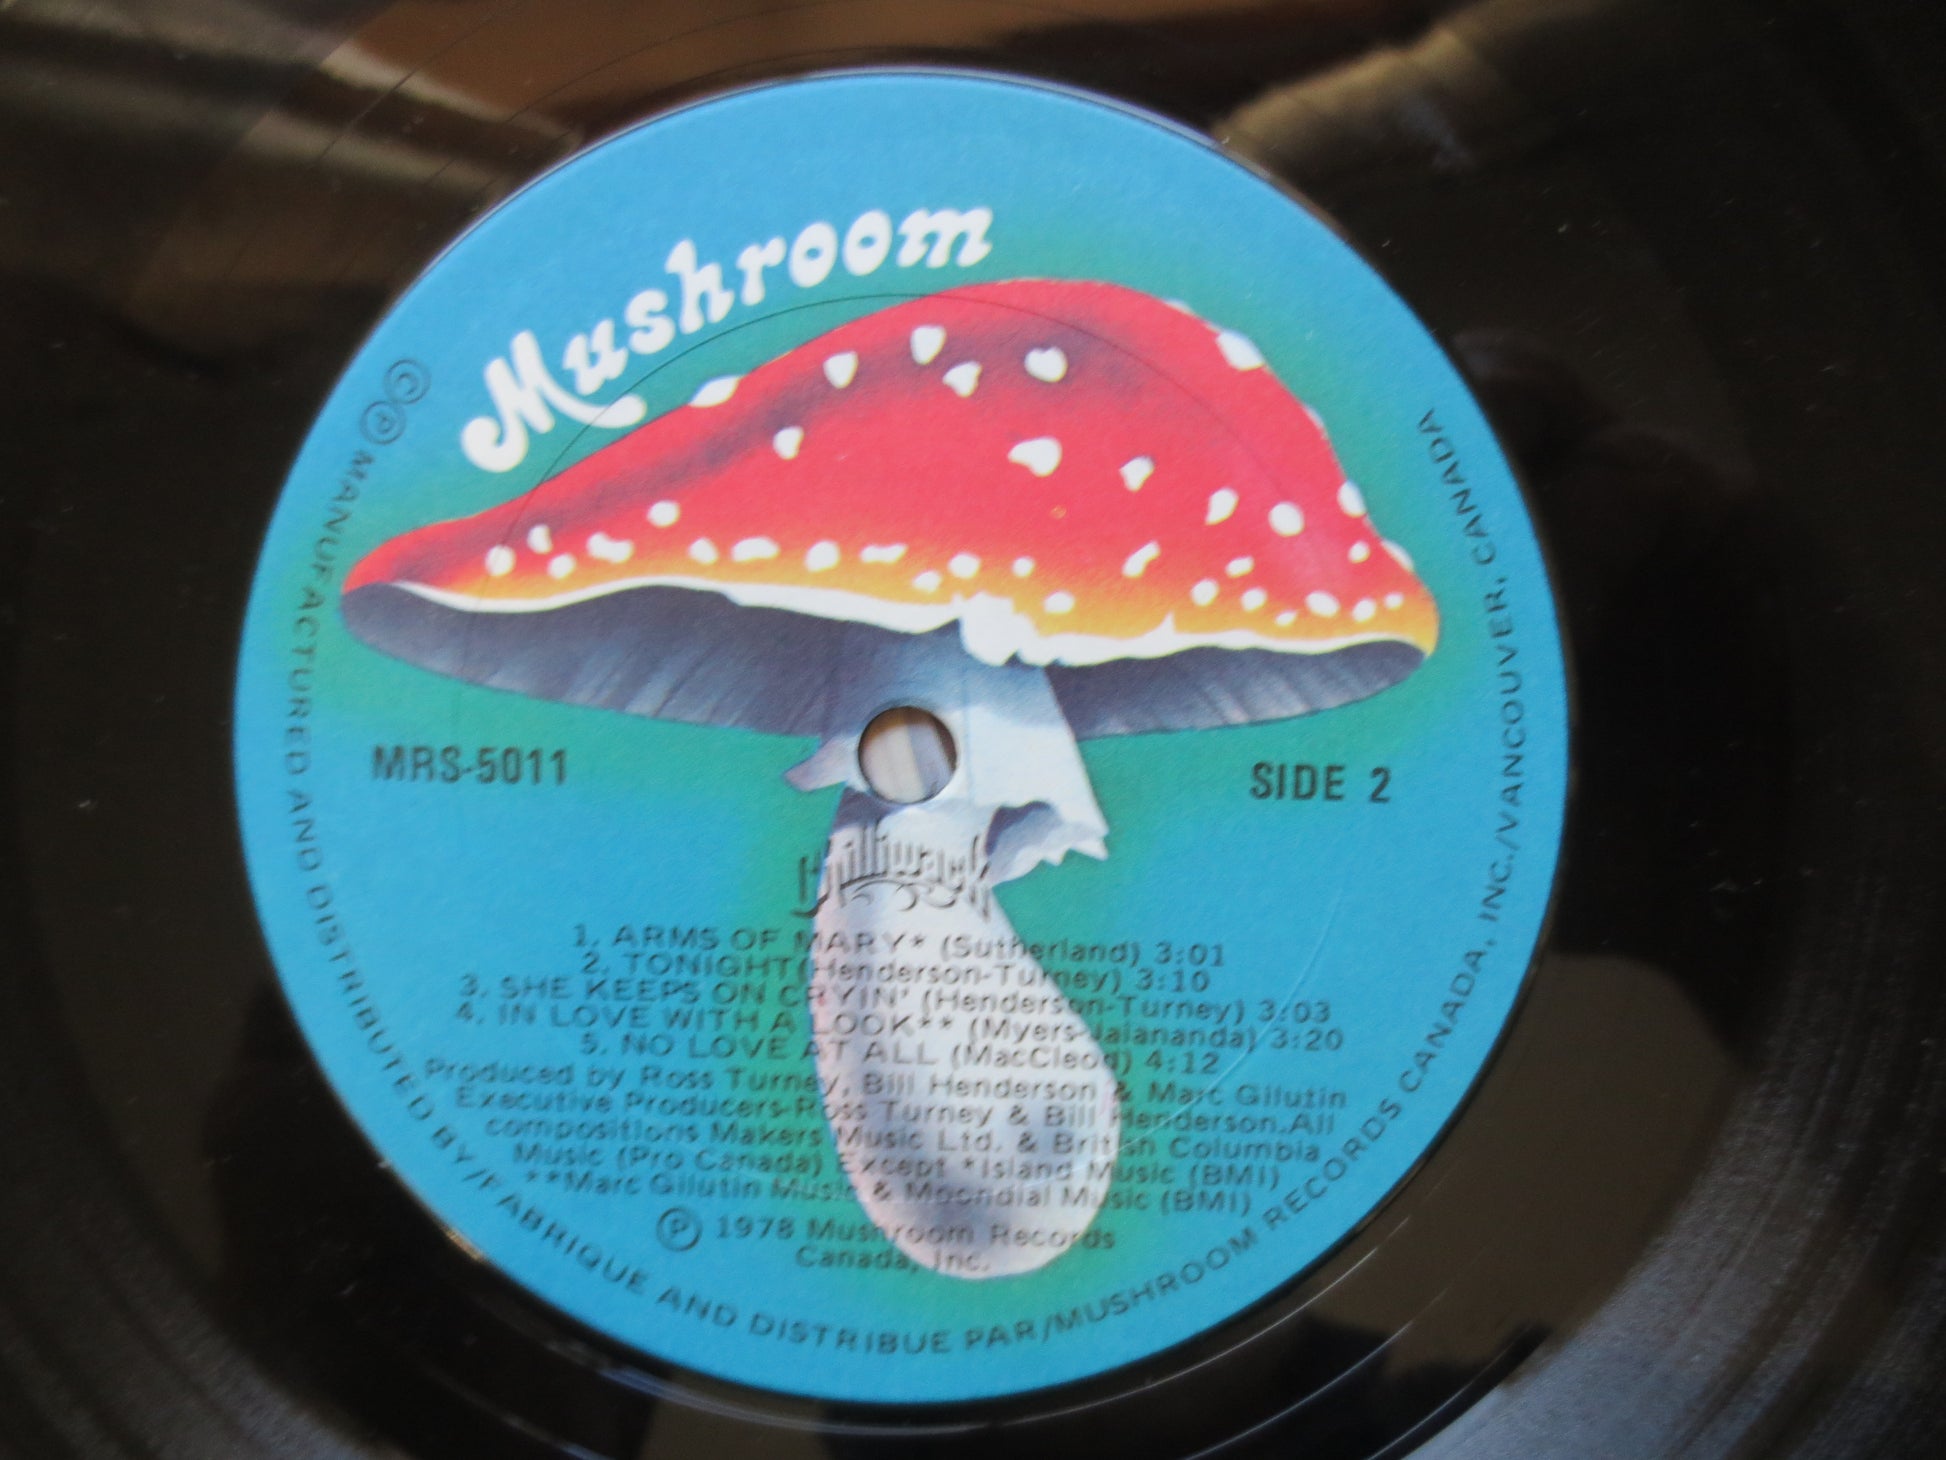 Mushroom
MRS-5011
SIDE 2
Chilliwack
1. ARMS OF MARY* (Sutherland) 3:01
2. TONIGHT (Henderson-Turney) 3:10
3. SHE KEEPS ON CRYIN' (Henderson-Turney) 3:03
4. IN LOVE WITH A LOOK** (Myers-Jalananda) 3:20
5. NO LOVE AT ALL (MacCleod) 4:12
Produced by Ross Turney, Bill Henderson & Marc Gilutin
Executive Producers-Ross Turney & Bill Henderson.All
compositions Makers Music Ltd. & British Columbia
Music (Pro Canada) Except *Island Music (BMI)
**Marc Gilutin Music & Moondial Music (BMI)
Ⓟ 1978 Mushroom Records
Canada, Inc.
© Ⓟ MANUFACTURED AND DISTRIBUTED BY/FABRIQUE AND DISTRIBUE PAR/MUSHROOM RECORDS CANADA, INC./VANCOUVER, CANADA